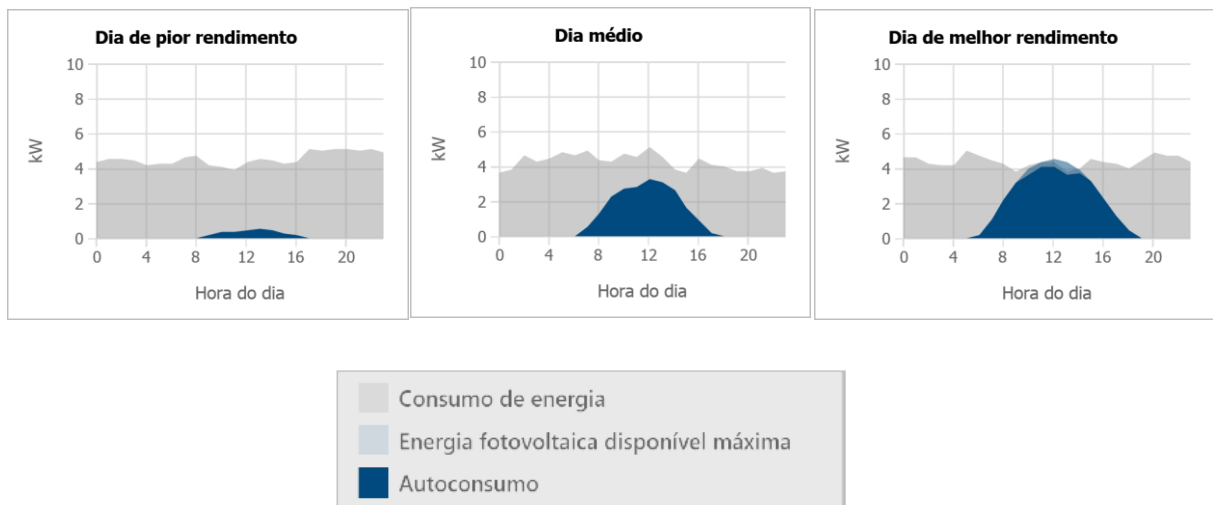 Dia de pior rendimento
10
8
6
4
2
0
kW
0 4 8 12 16 20
Hora do dia
Dia médio
10
8
6
4
2
0
kW
0 4 8 12 16 20
Hora do dia
Dia de melhor rendimento
10
8
6
4
2
0
kW
0 4 8 12 16 20
Hora do dia
Consumo de energia
Energia fotovoltaica disponível máxima
Autoconsumo